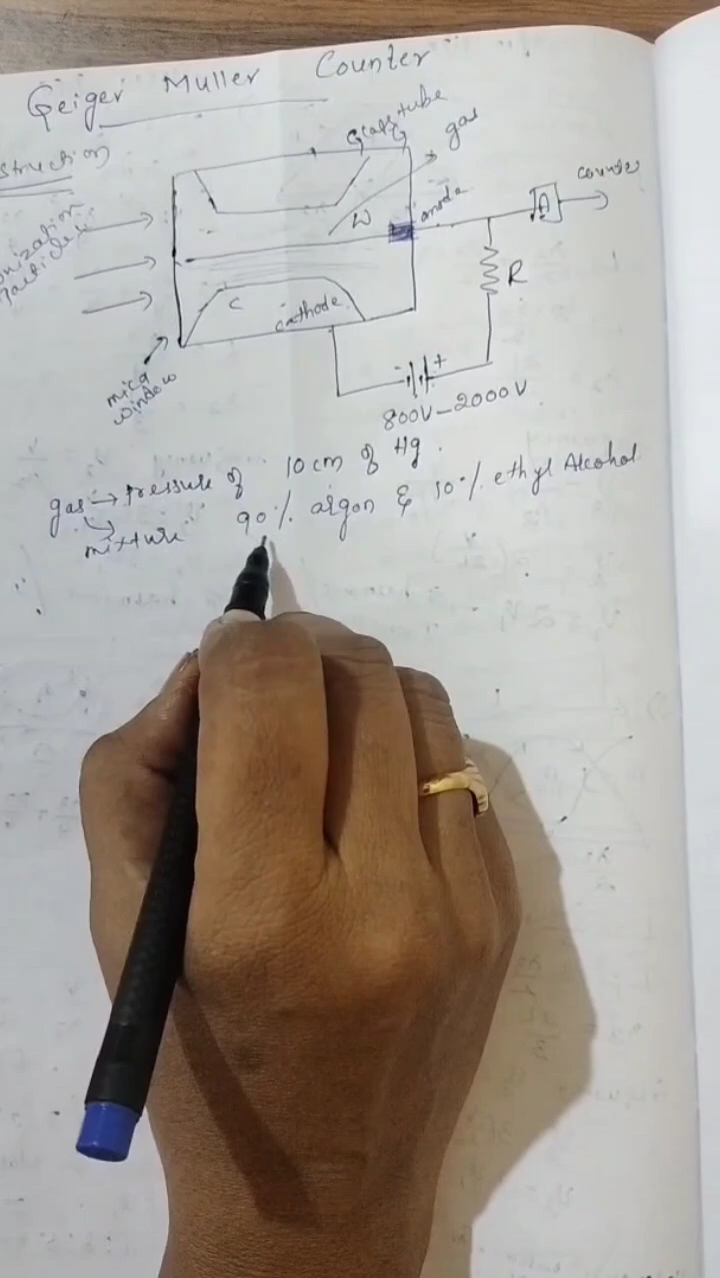 Geiger Muller Counter
struction
Glass tube
gas
counter
onization
particles
W
anode
A
R
C
cathode
mica
window
- +
800V - 2000V
gas → Pressure of 10 cm of Hg.
mixture 90% argon & 10% ethyl Alcohol